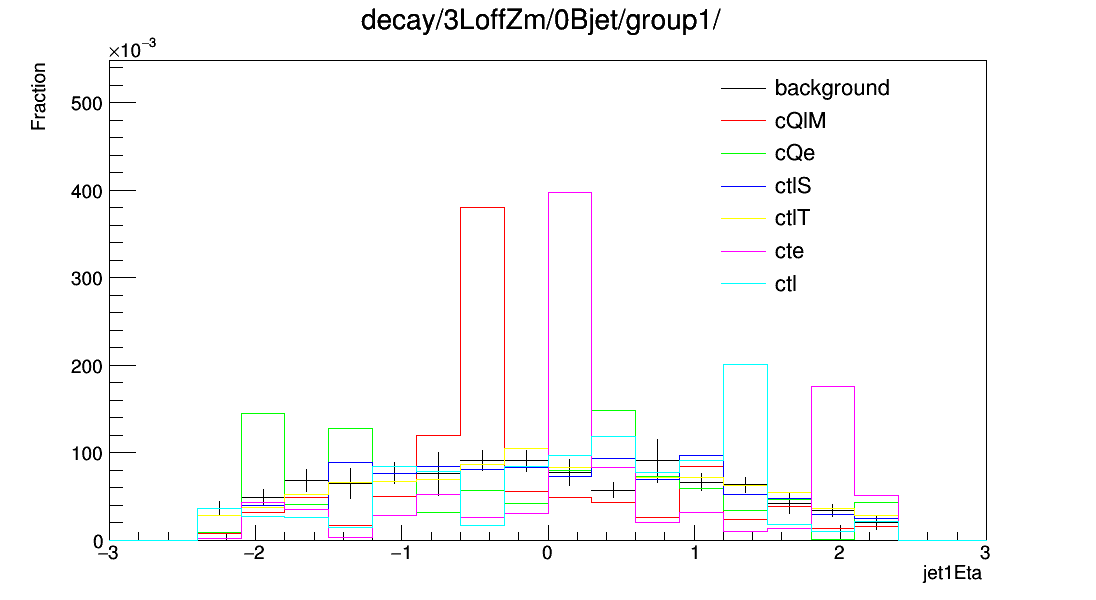 decay/3LoffZm/0Bjet/group1/
×10⁻³
Fraction
500
400
300
200
100
0
−3 −2 −1 0 1 2 3
jet1Eta
background
cQlM
cQe
ctlS
ctlT
cte
ctl